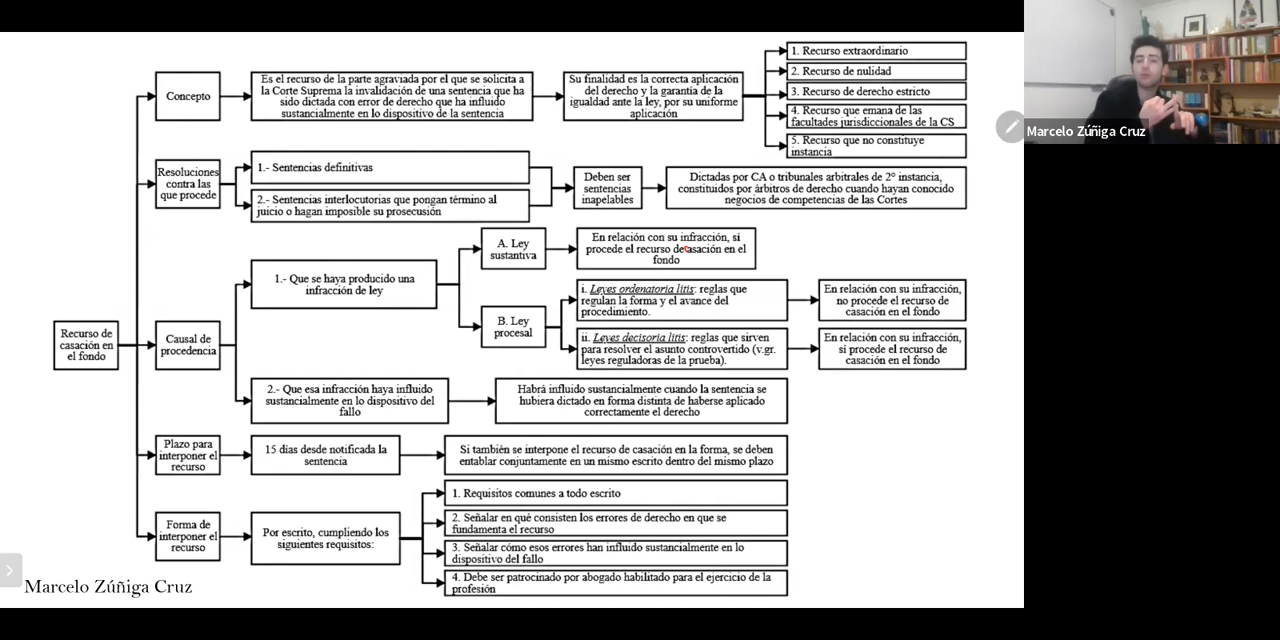 1. Recurso extraordinario
2. Recurso de nulidad
3. Recurso de derecho estricto
4. Recurso que emana de las
facultades jurisdiccionales de la CS
5. Recurso que no constituye
instancia
Concepto
Es el recurso de la parte agraviada por el que se solicita a
la Corte Suprema la invalidación de una sentencia que ha
sido dictada con error de derecho que ha influido
sustancialmente en lo dispositivo de la sentencia
Su finalidad es la correcta aplicación
del derecho y la garantía de la
igualdad ante la ley, por su uniforme
aplicación
Marcelo Zúñiga Cruz
Resoluciones
contra las
que procede
1.- Sentencias definitivas
2.- Sentencias interlocutorias que pongan término al
juicio o hagan imposible su prosecusión
Deben ser
sentencias
inapelables
Dictadas por CA o tribunales arbitrales de 2° instancia,
constituidos por árbitros de derecho cuando hayan conocido
negocios de competencias de las Cortes
Recurso de
casación en
el fondo
Causal de
procedencia
1.- Que se haya producido una
infracción de ley
A. Ley
sustantiva
En relación con su infracción, sí
procede el recurso de casación en el
fondo
B. Ley
procesal
i. Leyes ordenatoria litis: reglas que
regulan la forma y el avance del
procedimiento.
En relación con su infracción,
no procede el recurso de
casación en el fondo
ii. Leyes decisoria litis: reglas que sirven
para resolver el asunto controvertido (v.gr.
leyes reguladoras de la prueba).
En relación con su infracción,
sí procede el recurso de
casación en el fondo
2.- Que esa infracción haya influido
sustancialmente en lo dispositivo del
fallo
Habrá influido sustancialmente cuando la sentencia se
hubiera dictado en forma distinta de haberse aplicado
correctamente el derecho
Plazo para
interponer el
recurso
15 días desde notificada la
sentencia
Si también se interpone el recurso de casación en la forma, se deben
entablar conjuntamente en un mismo escrito dentro del mismo plazo
Forma de
interponer el
recurso
Por escrito, cumpliendo los
siguientes requisitos:
1. Requisitos comunes a todo escrito
2. Señalar en qué consisten los errores de derecho en que se
fundamenta el recurso
3. Señalar cómo esos errores han influido sustancialmente en lo
dispositivo del fallo
4. Debe ser patrocinado por abogado habilitado para el ejercicio de la
profesión
Marcelo Zúñiga Cruz